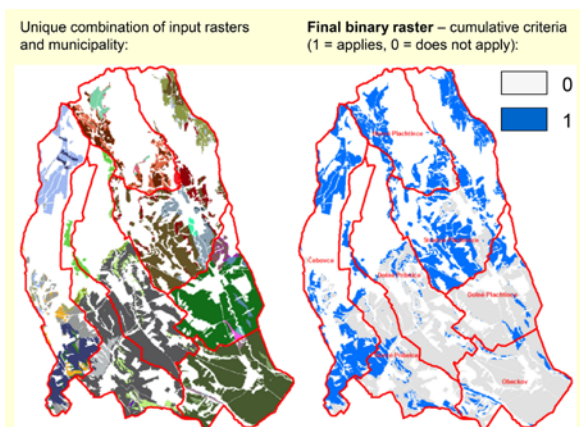 Unique combination of input rasters
and municipality:
Final binary raster – cumulative criteria
(1 = applies, 0 = does not apply):
0
1
Plachtince
Čebovce
Dolné Plachtince
Obeckov